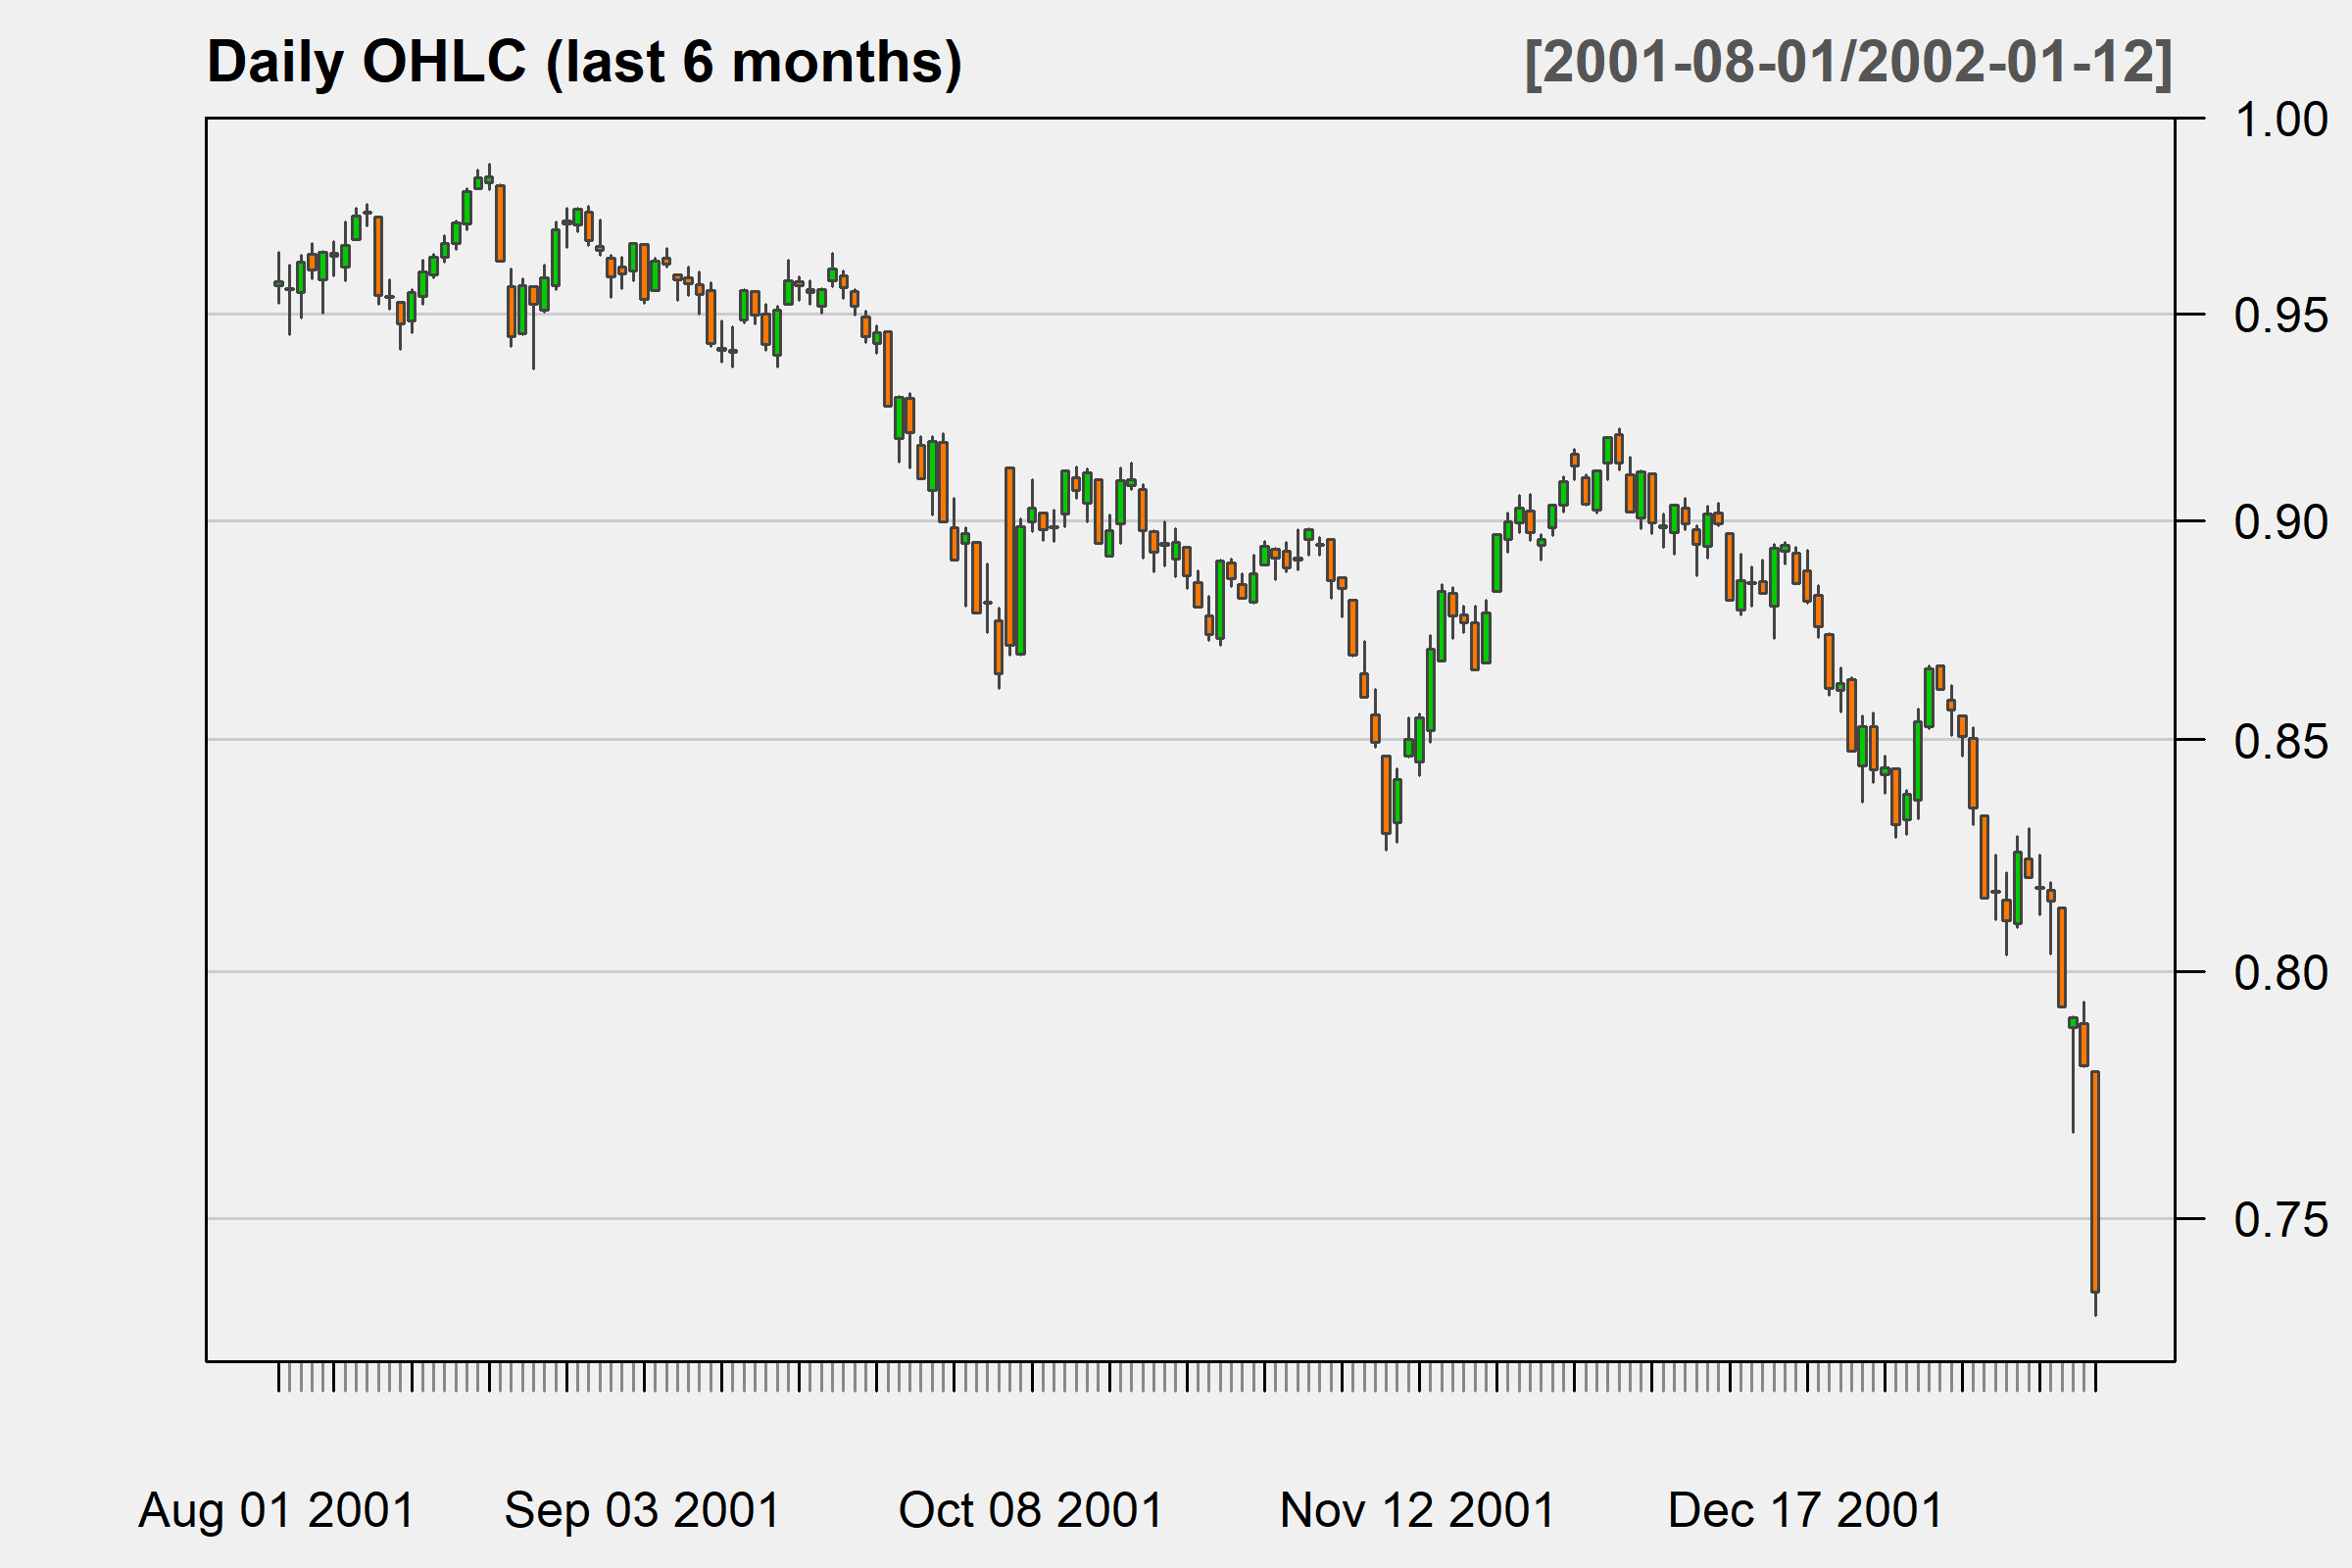 Daily OHLC (last 6 months)
[2001-08-01/2002-01-12]
1.00
0.95
0.90
0.85
0.80
0.75
Aug 01 2001
Sep 03 2001
Oct 08 2001
Nov 12 2001
Dec 17 2001